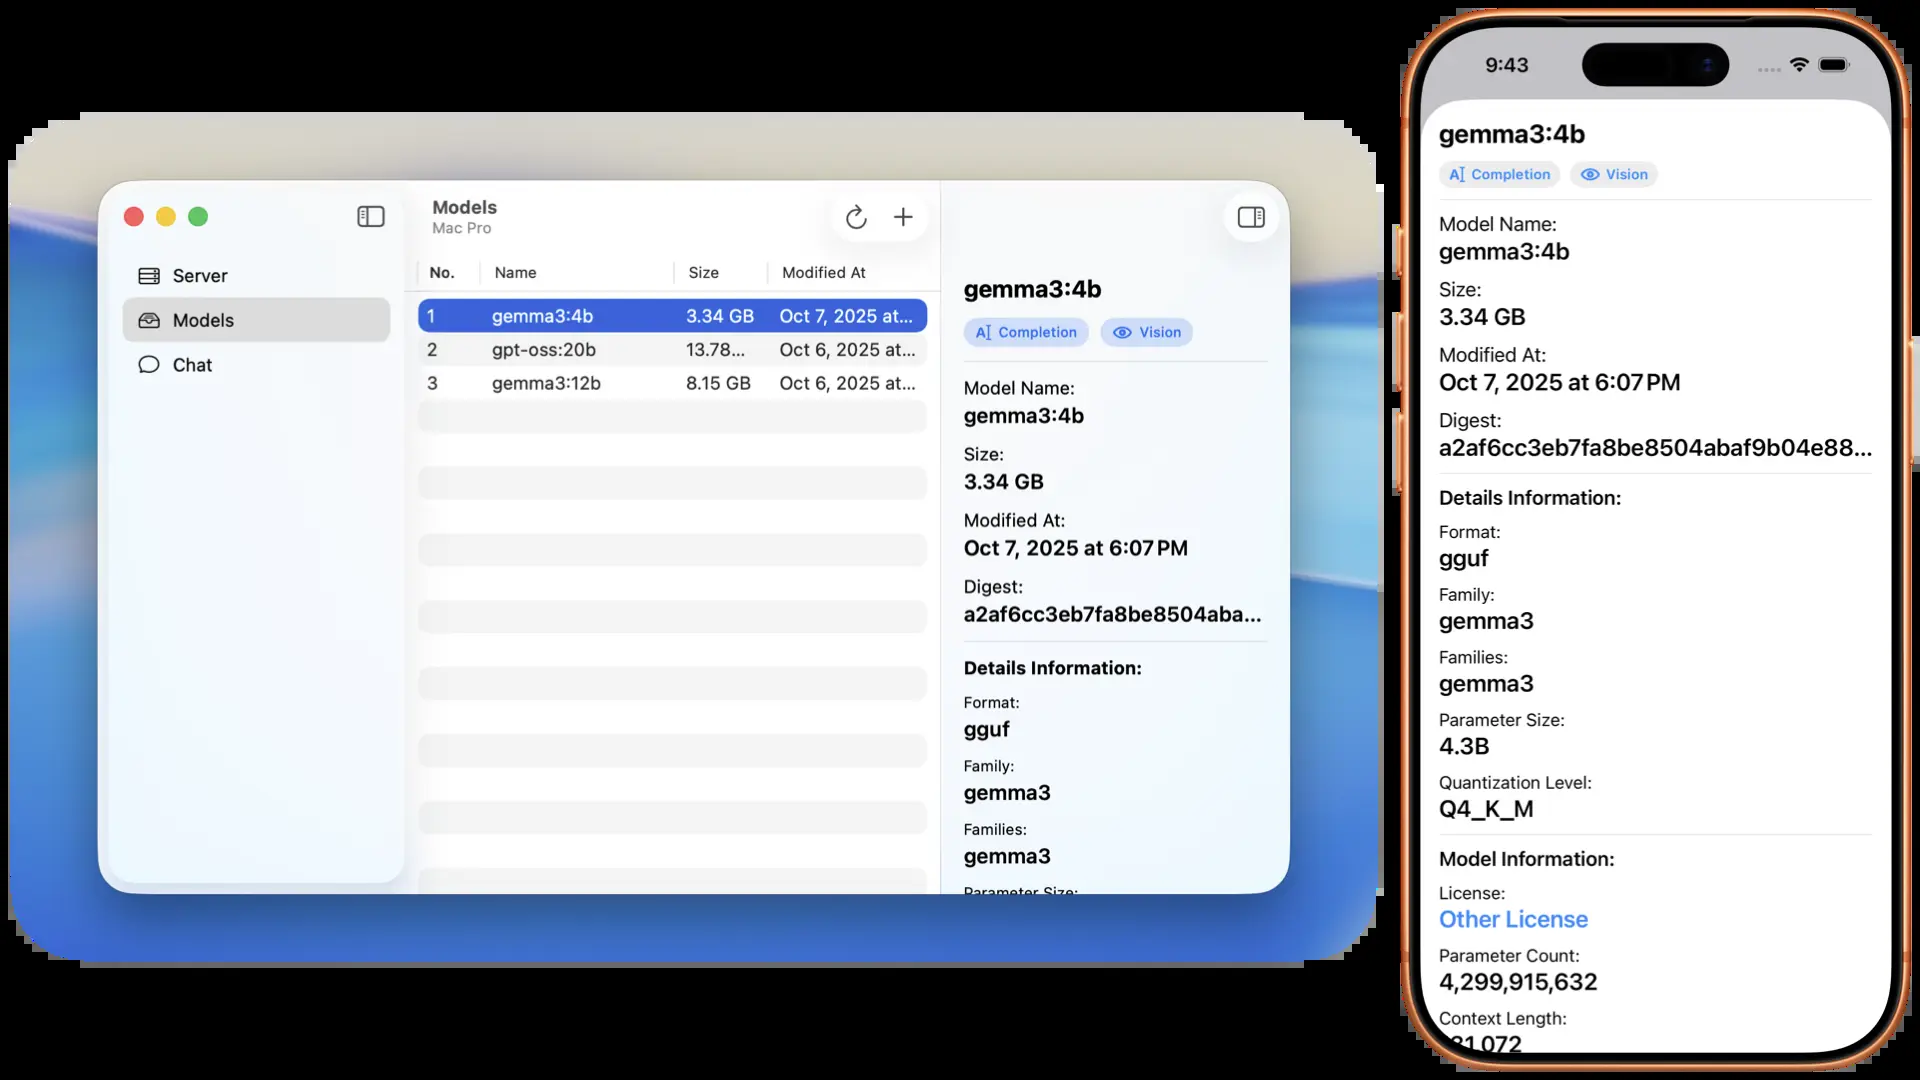 Server
Models
Chat
Models
Mac Pro
No. Name Size Modified At
1 gemma3:4b 3.34 GB Oct 7, 2025 at...
2 gpt-oss:20b 13.78... Oct 6, 2025 at...
3 gemma3:12b 8.15 GB Oct 6, 2025 at...
gemma3:4b
Completion Vision
Model Name:
gemma3:4b
Size:
3.34 GB
Modified At:
Oct 7, 2025 at 6:07 PM
Digest:
a2af6cc3eb7fa8be8504aba...
Details Information:
Format:
gguf
Family:
gemma3
Families:
gemma3
Parameter Size:
9:43
gemma3:4b
Completion Vision
Model Name:
gemma3:4b
Size:
3.34 GB
Modified At:
Oct 7, 2025 at 6:07 PM
Digest:
a2af6cc3eb7fa8be8504abaf9b04e88...
Details Information:
Format:
gguf
Family:
gemma3
Families:
gemma3
Parameter Size:
4.3B
Quantization Level:
Q4_K_M
Model Information:
License:
Other License
Parameter Count:
4,299,915,632
Context Length: